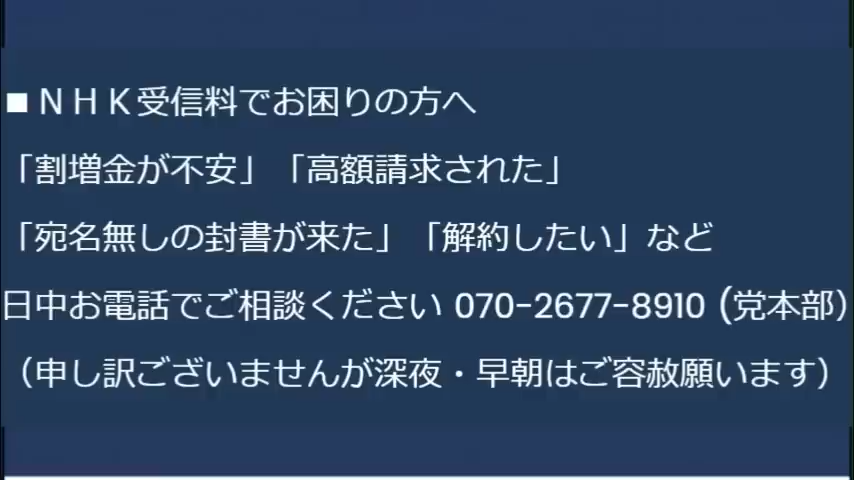 ■ＮＨＫ受信料でお困りの方へ
「割増金が不安」「高額請求された」
「宛名無しの封書が来た」「解約したい」など
日中お電話でご相談ください 070-2677-8910 (党本部)
（申し訳ございませんが深夜・早朝はご容赦願います）